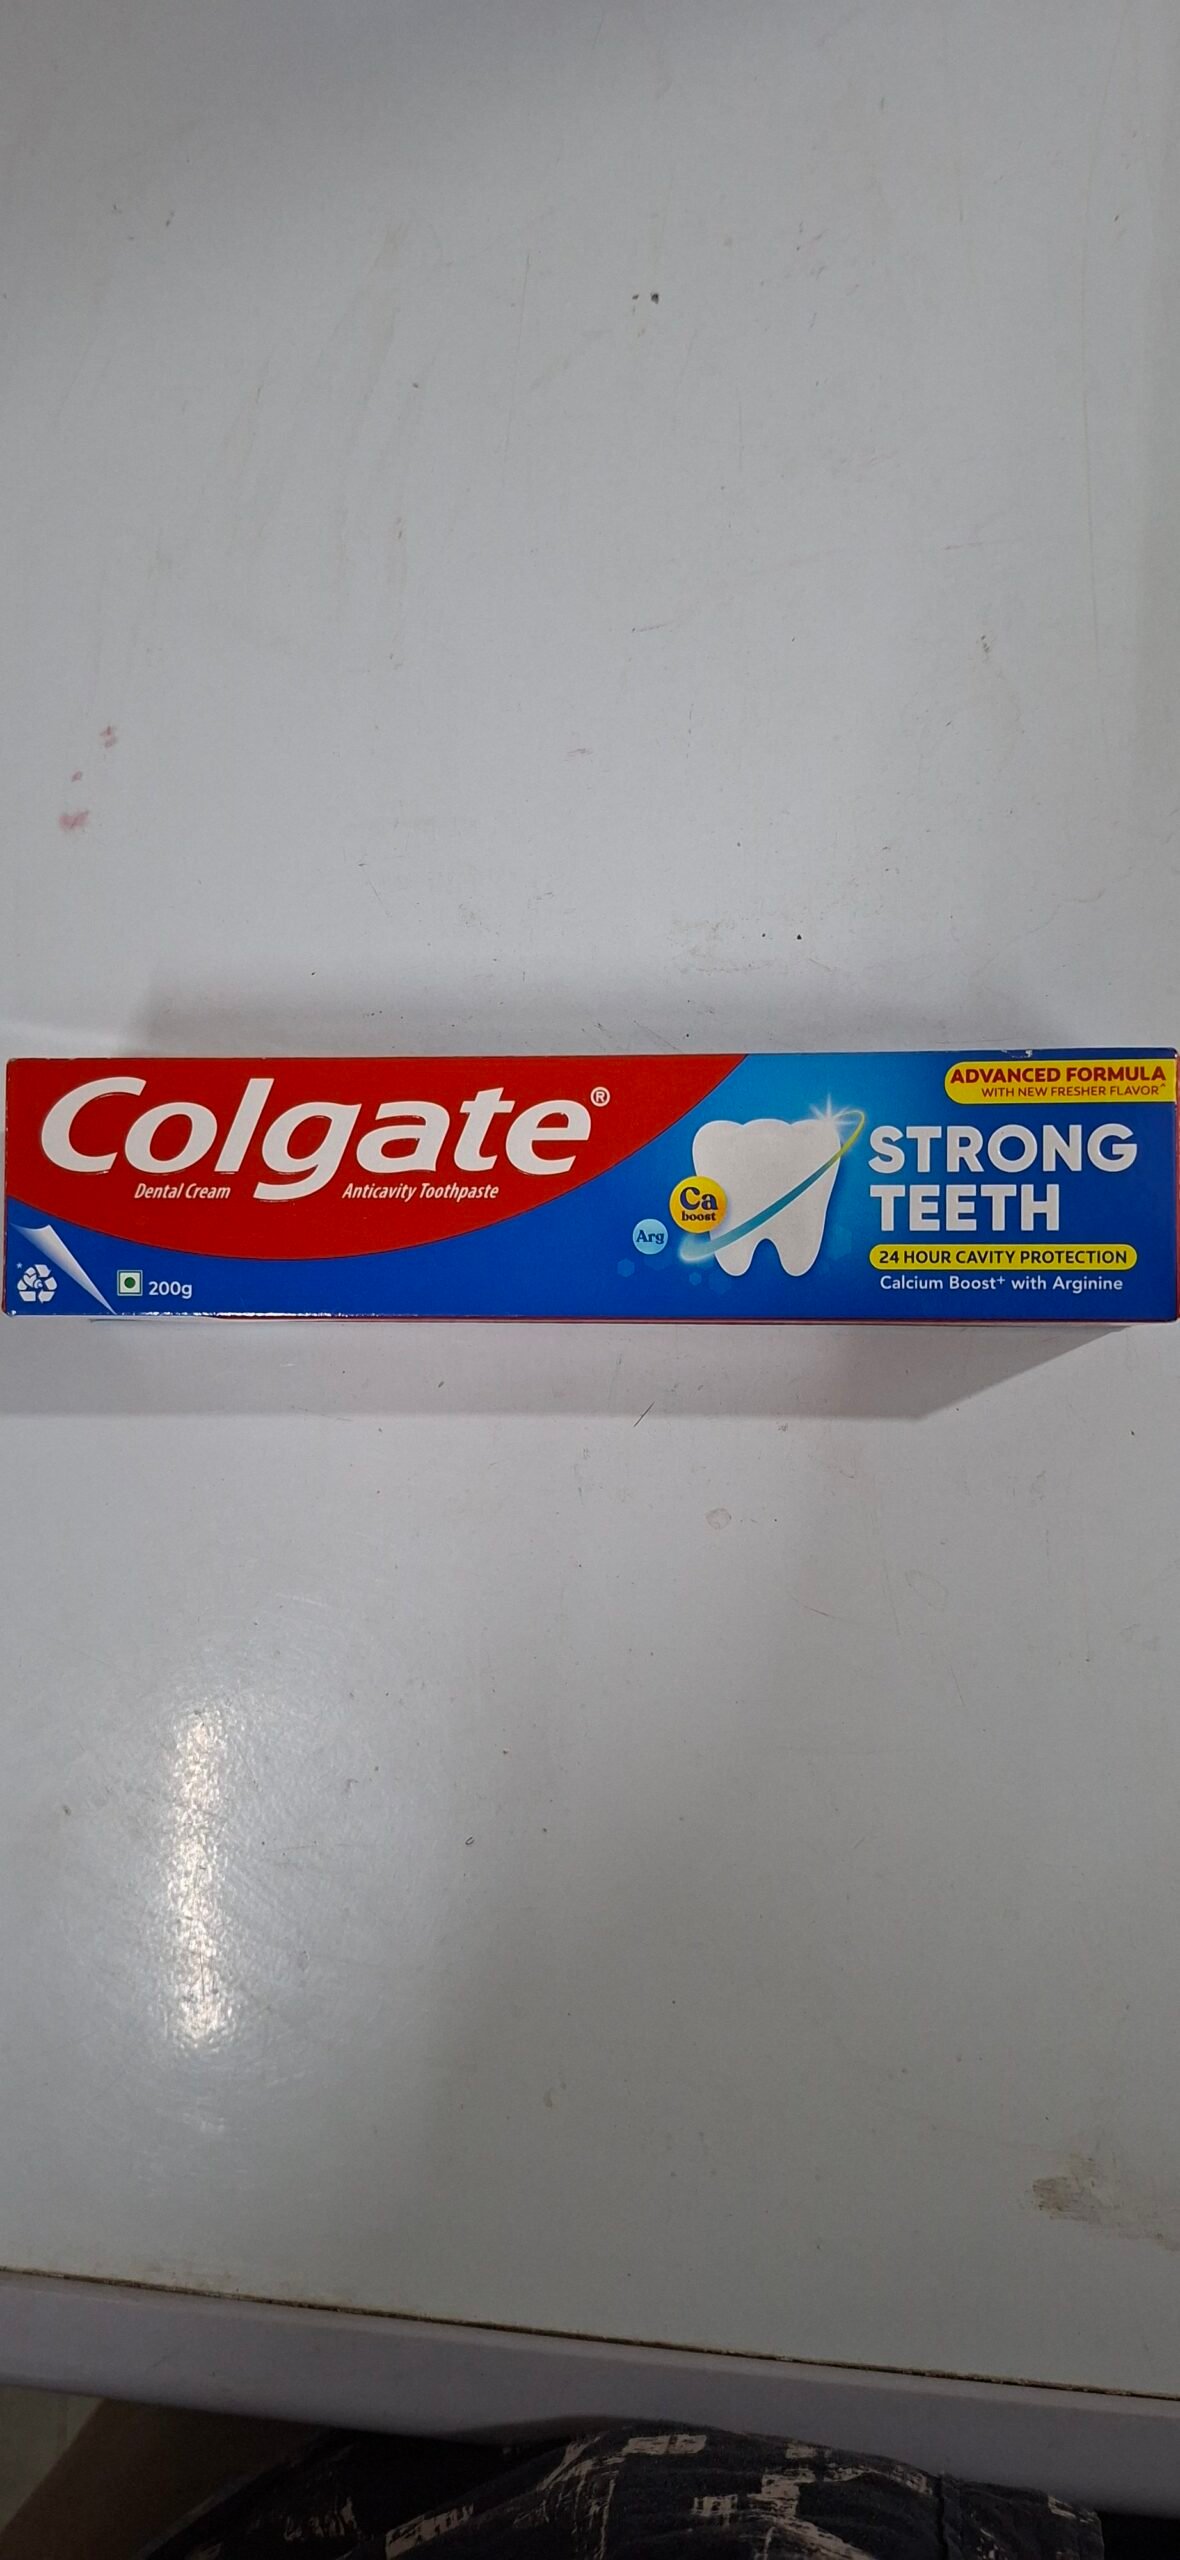 Colgate®
Dental Cream Anticavity Toothpaste
200g
Ca
boost
Arg
ADVANCED FORMULA
WITH NEW FRESHER FLAVOR^
STRONG
TEETH
24 HOUR CAVITY PROTECTION
Calcium Boost+ with Arginine